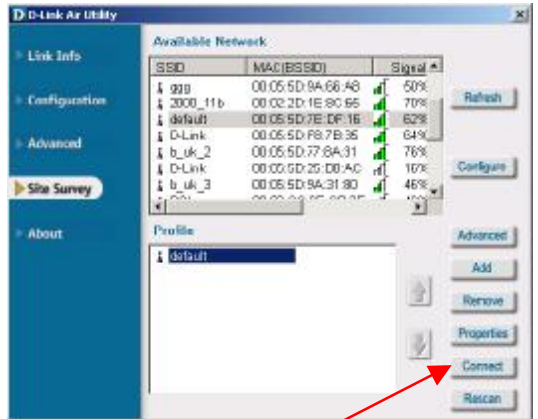 D-Link Air Utility
Link Info
Configuration
Advanced
Site Survey
About
Available Network
SSID MAC(BSSID) Signal
ggg 00:05:5D:9A:66:A8 50%
2000_11b 00:02:2D:1E:8C:65 70%
default 00:05:5D:7E:DF:16 62%
D-Link 00:05:5D:F8:7B:35 64%
b_uk_2 00:05:5D:77:8A:31 76%
D-Link 00:05:5D:25:D8:AC 16%
b_uk_3 00:05:5D:9A:31:80 46%
Refresh
Configure
Profile
default
Advanced
Add
Remove
Properties
Connect
Rescan